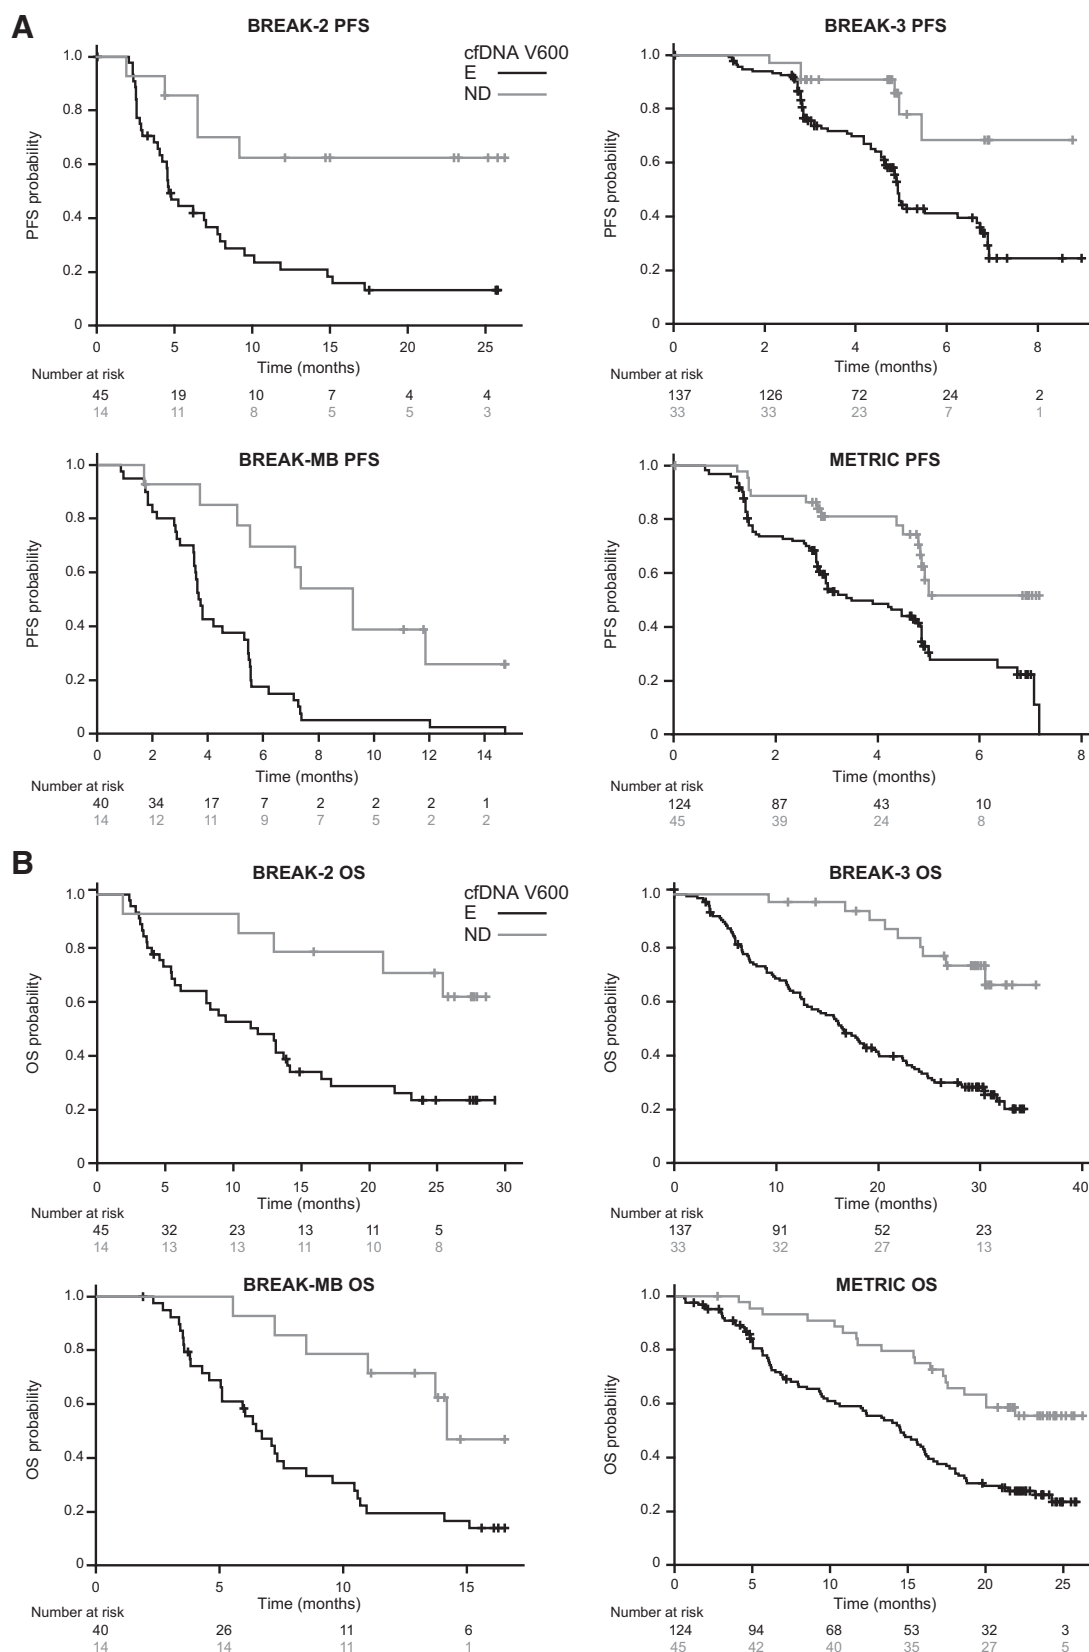 A
BREAK-2 PFS
cfDNA V600
E
ND
PFS probability
1.0
0.8
0.6
0.4
0.2
0
0 5 10 15 20 25
Time (months)
Number at risk
45 19 10 7 4 4
14 11 8 5 5 3
BREAK-3 PFS
PFS probability
1.0
0.8
0.6
0.4
0.2
0
0 2 4 6 8
Time (months)
Number at risk
137 126 72 24 2
33 33 23 7 1
BREAK-MB PFS
PFS probability
1.0
0.8
0.6
0.4
0.2
0
0 2 4 6 8 10 12 14
Time (months)
Number at risk
40 34 17 7 2 2 2 1
14 12 11 9 7 5 2 2
METRIC PFS
PFS probability
1.0
0.8
0.6
0.4
0.2
0
0 2 4 6 8
Time (months)
Number at risk
124 87 43 10
45 39 24 8
B
BREAK-2 OS
cfDNA V600
E
ND
OS probability
1.0
0.8
0.6
0.4
0.2
0
0 5 10 15 20 25 30
Time (months)
Number at risk
45 32 23 13 11 5
14 13 13 11 10 8
BREAK-3 OS
OS probability
1.0
0.8
0.6
0.4
0.2
0
0 10 20 30 40
Time (months)
Number at risk
137 91 52 23
33 32 27 13
BREAK-MB OS
OS probability
1.0
0.8
0.6
0.4
0.2
0
0 5 10 15
Time (months)
Number at risk
40 26 11 6
14 14 11 1
METRIC OS
OS probability
1.0
0.8
0.6
0.4
0.2
0
0 5 10 15 20 25
Time (months)
Number at risk
124 94 68 53 32 3
45 42 40 35 27 5